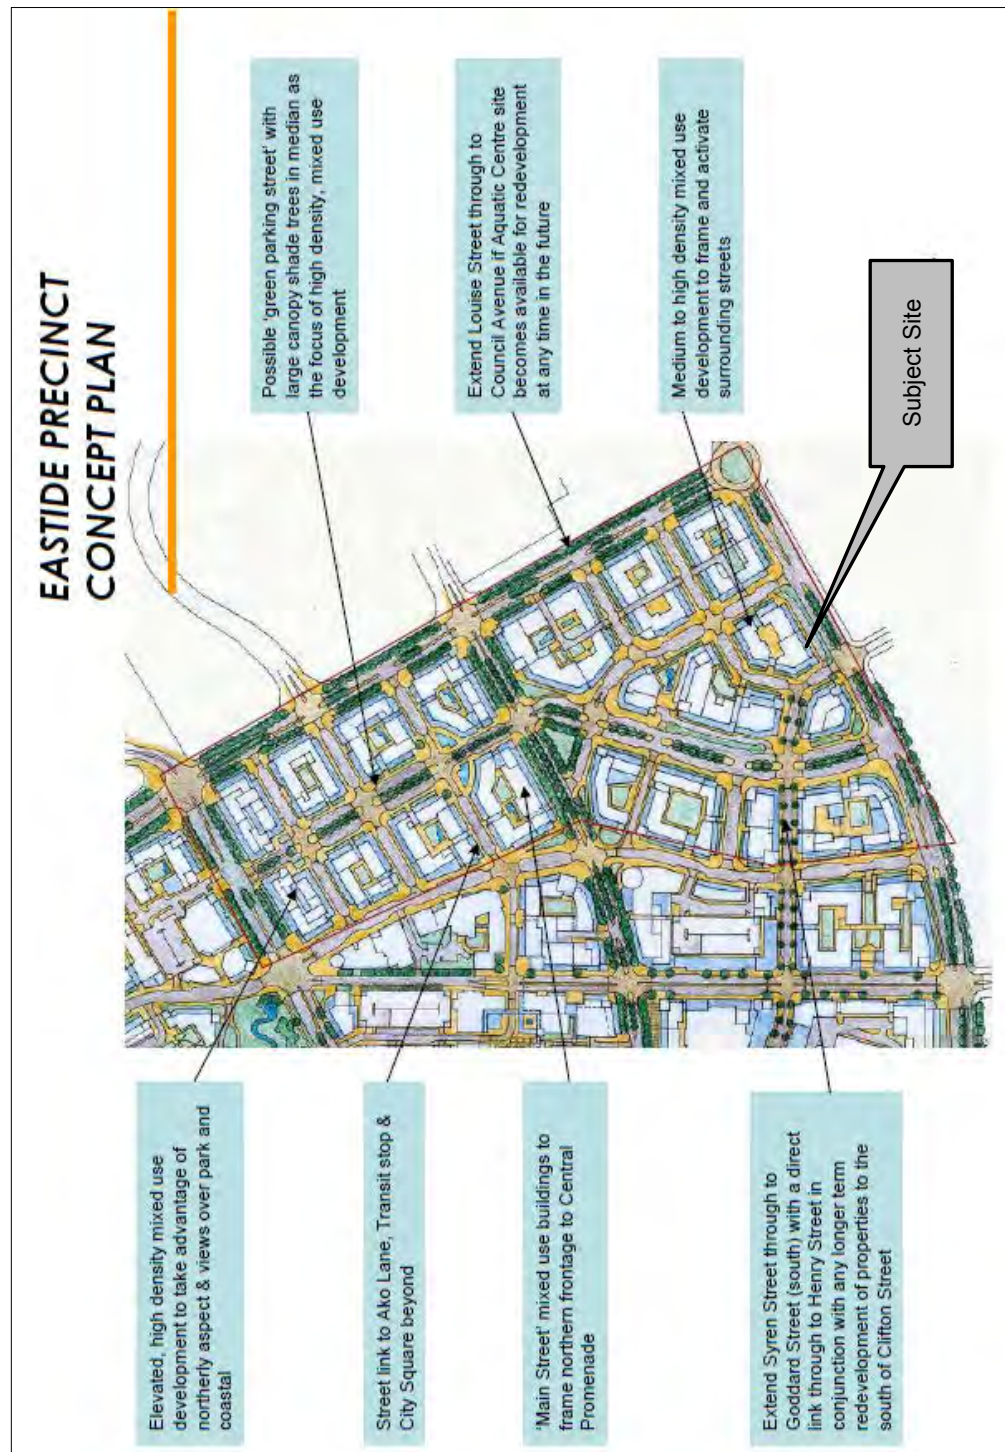 EASTIDE PRECINCT
CONCEPT PLAN
Elevated, high density mixed use
development to take advantage of
northerly aspect & views over park and
coastal
Street link to Ako Lane, Transit stop &
City Square beyond
'Main Street' mixed use buildings to
frame northern frontage to Central
Promenade
Extend Syren Street through to
Goddard Street (south) with a direct
link through to Henry Street in
conjunction with any longer term
redevelopment of properties to the
south of Clifton Street
Possible 'green parking street' with
large canopy shade trees in median as
the focus of high density, mixed use
development
Extend Louise Street through to
Council Avenue if Aquatic Centre site
becomes available for redevelopment
at any time in the future
Medium to high density mixed use
development to frame and activate
surrounding streets
Subject Site